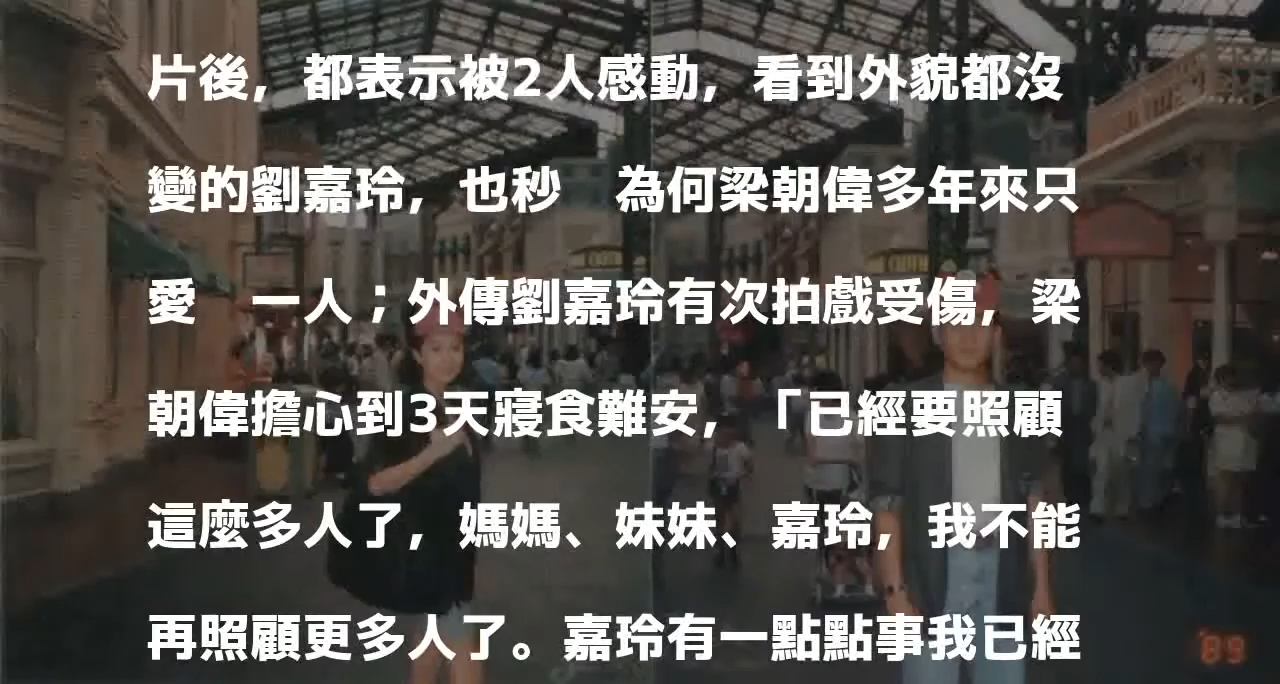 片後，都表示被2人感動，看到外貌都沒
變的劉嘉玲，也秒　為何梁朝偉多年來只
愛　一人；外傳劉嘉玲有次拍戲受傷，梁
朝偉擔心到3天寢食難安，「已經要照顧
這麼多人了，媽媽、妹妹、嘉玲，我不能
再照顧更多人了。嘉玲有一點點事我已經
'89